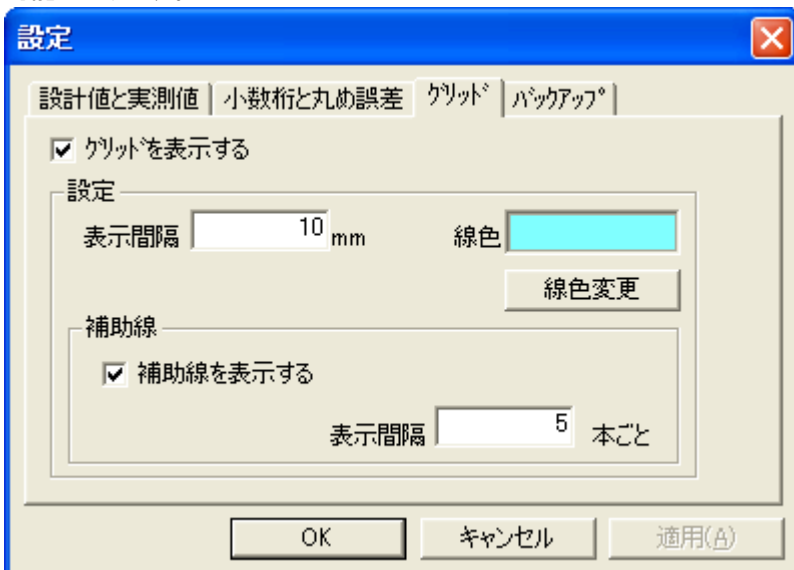 設定
設計値と実測値 小数桁と丸め誤差 グリッド バックアップ
グリッドを表示する
設定
表示間隔 10 mm 線色
線色変更
補助線
補助線を表示する
表示間隔 5 本ごと
OK キャンセル 適用(A)